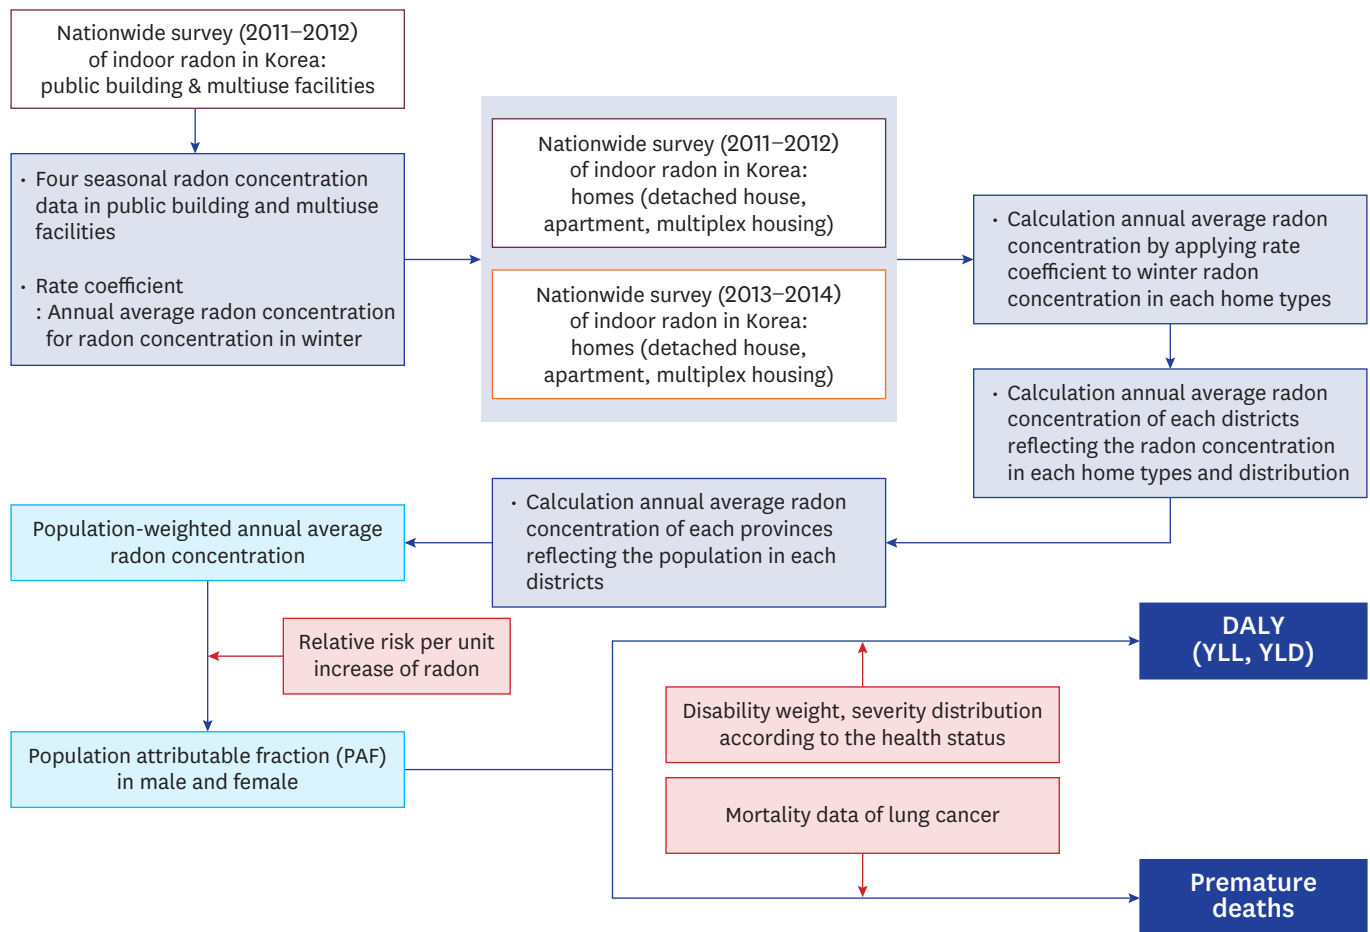 Nationwide survey (2011–2012)
of indoor radon in Korea:
public building & multiuse facilities
· Four seasonal radon concentration
data in public building and multiuse
facilities
· Rate coefficient
: Annual average radon concentration
for radon concentration in winter
Nationwide survey (2011–2012)
of indoor radon in Korea:
homes (detached house,
apartment, multiplex housing)
Nationwide survey (2013–2014)
of indoor radon in Korea:
homes (detached house,
apartment, multiplex housing)
· Calculation annual average radon
concentration by applying rate
coefficient to winter radon
concentration in each home types
· Calculation annual average radon
concentration of each districts
reflecting the radon concentration
in each home types and distribution
· Calculation annual average radon
concentration of each provinces
reflecting the population in each
districts
Population-weighted annual average
radon concentration
Relative risk per unit
increase of radon
Population attributable fraction (PAF)
in male and female
Disability weight, severity distribution
according to the health status
Mortality data of lung cancer
DALY
(YLL, YLD)
Premature
deaths